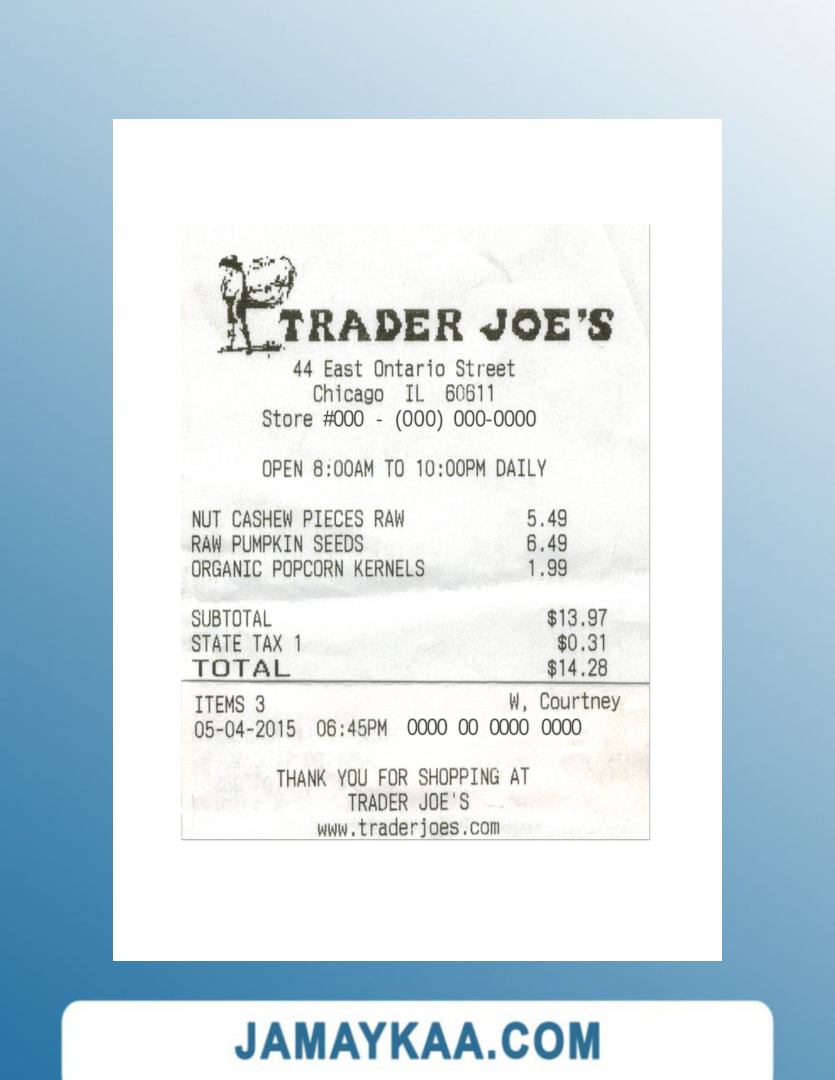 TRADER JOE'S
44 East Ontario Street
Chicago IL 60611
Store #000 - (000) 000-0000
OPEN 8:00AM TO 10:00PM DAILY
NUT CASHEW PIECES RAW 5.49
RAW PUMPKIN SEEDS 6.49
ORGANIC POPCORN KERNELS 1.99
SUBTOTAL $13.97
STATE TAX 1 $0.31
TOTAL $14.28
ITEMS 3 W, Courtney
05-04-2015 06:45PM 0000 00 0000 0000
THANK YOU FOR SHOPPING AT
TRADER JOE'S
www.traderjoes.com
JAMAYKAA.COM